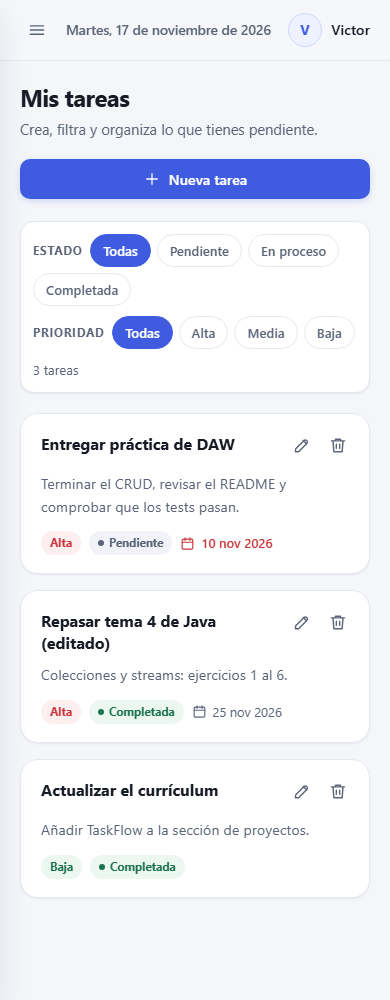 Martes, 17 de noviembre de 2026 V Victor
Mis tareas
Crea, filtra y organiza lo que tienes pendiente.
Nueva tarea
ESTADO Todas Pendiente En proceso
Completada
PRIORIDAD Todas Alta Media Baja
3 tareas
Entregar práctica de DAW
Terminar el CRUD, revisar el README y
comprobar que los tests pasan.
Alta Pendiente 10 nov 2026
Repasar tema 4 de Java
(editado)
Colecciones y streams: ejercicios 1 al 6.
Alta Completada 25 nov 2026
Actualizar el currículum
Añadir TaskFlow a la sección de proyectos.
Baja Completada